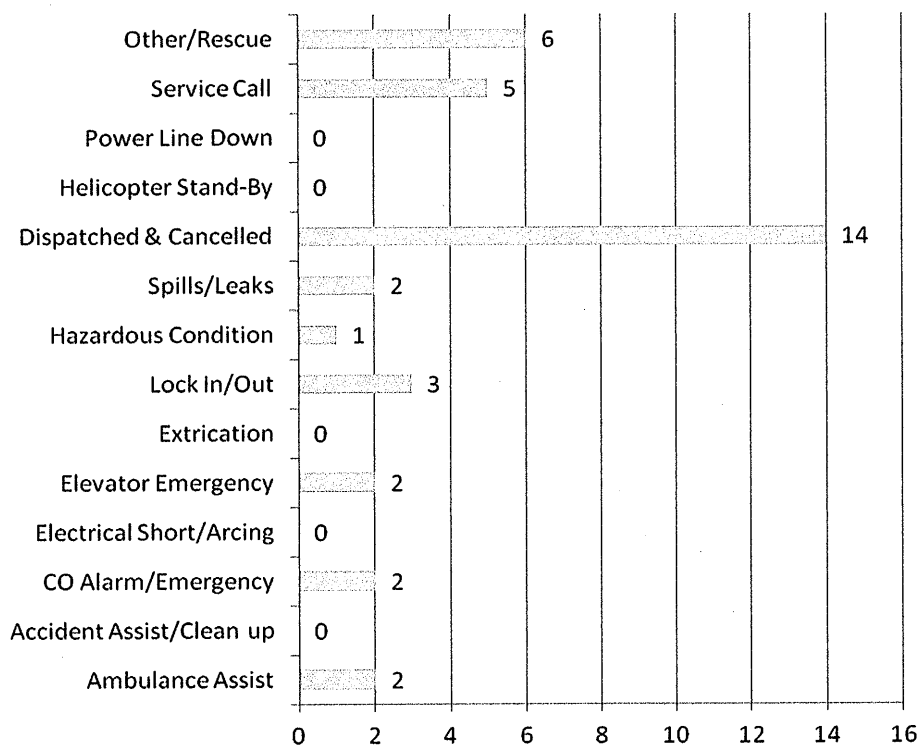 Other/Rescue 6
Service Call 5
Power Line Down 0
Helicopter Stand-By 0
Dispatched & Cancelled 14
Spills/Leaks 2
Hazardous Condition 1
Lock In/Out 3
Extrication 0
Elevator Emergency 2
Electrical Short/Arcing 0
CO Alarm/Emergency 2
Accident Assist/Clean up 0
Ambulance Assist 2
0 2 4 6 8 10 12 14 16